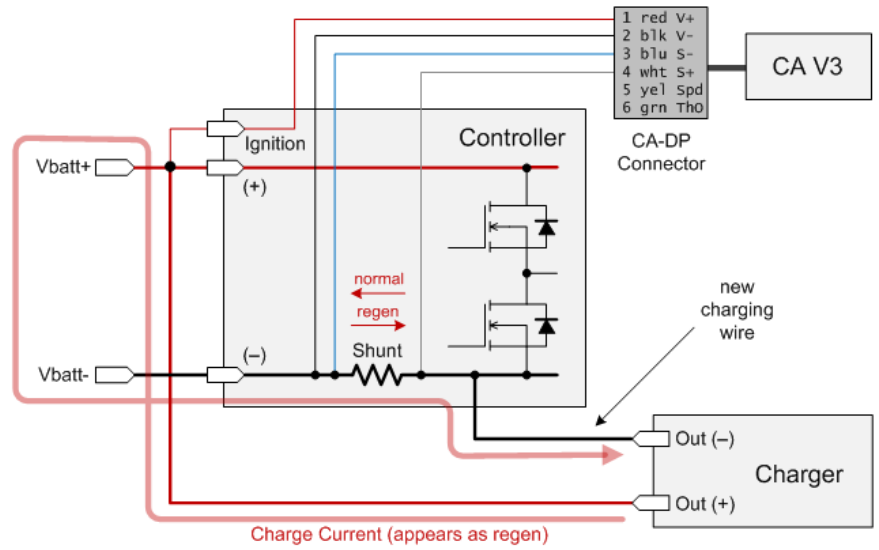 1 red V+
2 blk V-
3 blu S-
4 wht S+
5 yel Spd
6 grn ThO
CA V3
CA-DP
Connector
Ignition
Controller
Vbatt+
(+)
normal
regen
Shunt
new
charging
wire
(–)
Vbatt-
Out (–)
Charger
Out (+)
Charge Current (appears as regen)